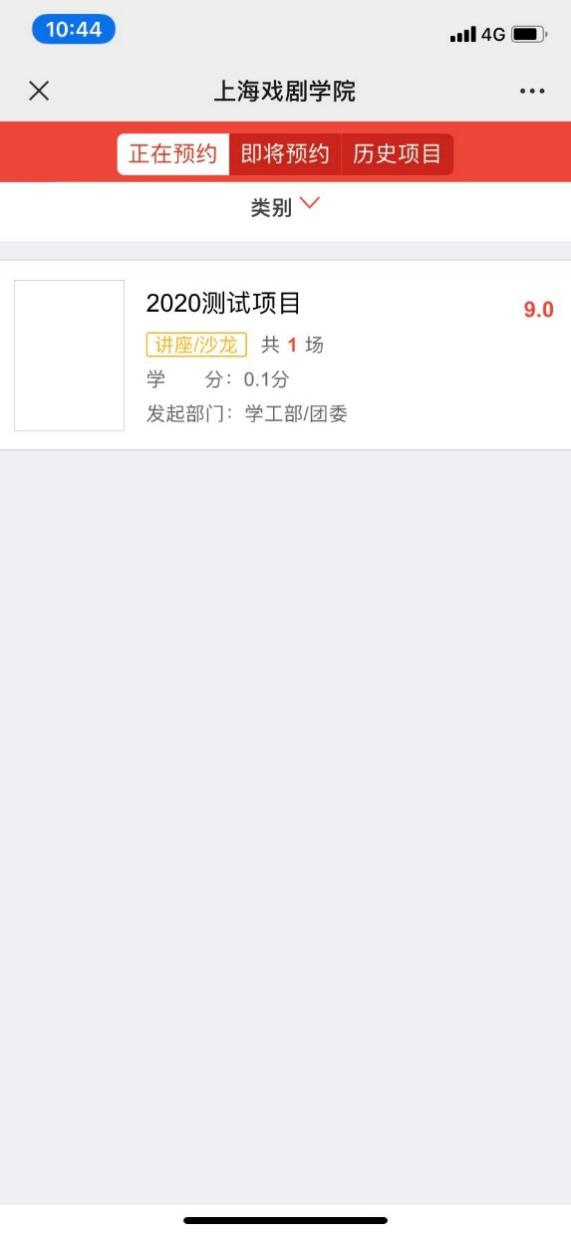 10:44 4G
上海戏剧学院
正在预约 即将预约 历史项目
类别
2020测试项目 9.0
讲座/沙龙 共 1 场
学 分：0.1分
发起部门：学工部/团委